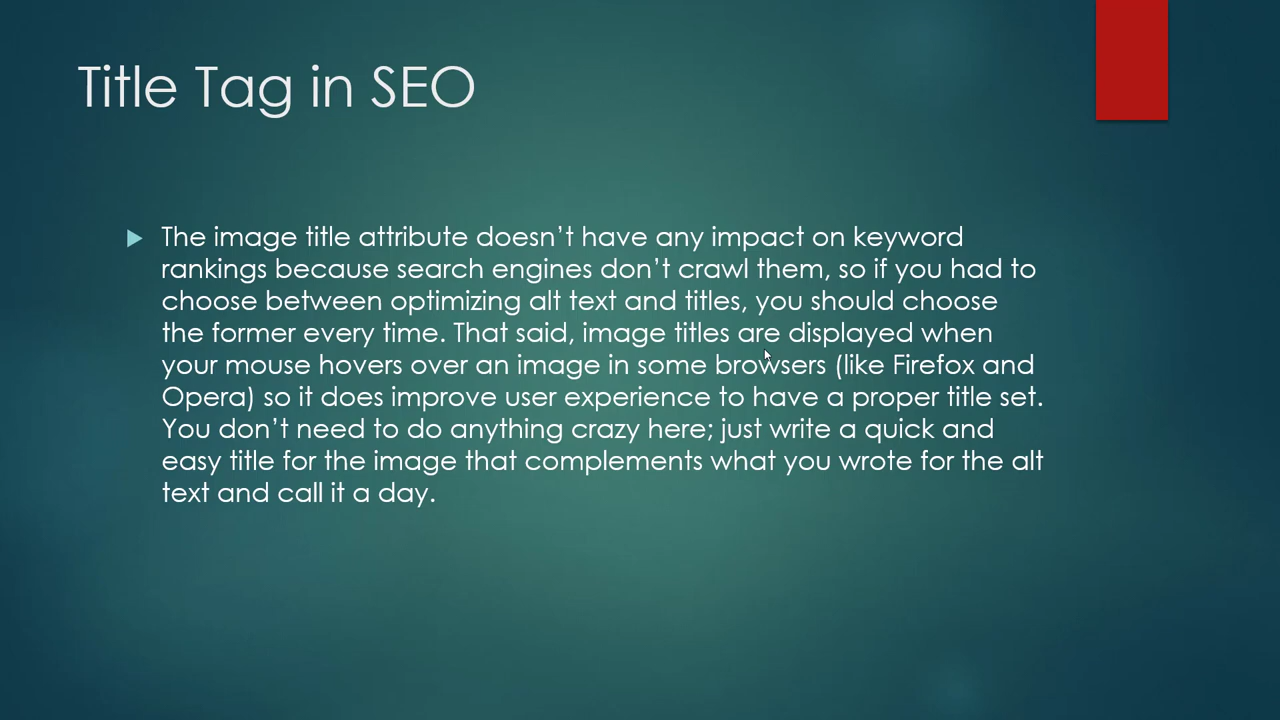 Title Tag in SEO
The image title attribute doesn’t have any impact on keyword
rankings because search engines don’t crawl them, so if you had to
choose between optimizing alt text and titles, you should choose
the former every time. That said, image titles are displayed when
your mouse hovers over an image in some browsers (like Firefox and
Opera) so it does improve user experience to have a proper title set.
You don’t need to do anything crazy here; just write a quick and
easy title for the image that complements what you wrote for the alt
text and call it a day.